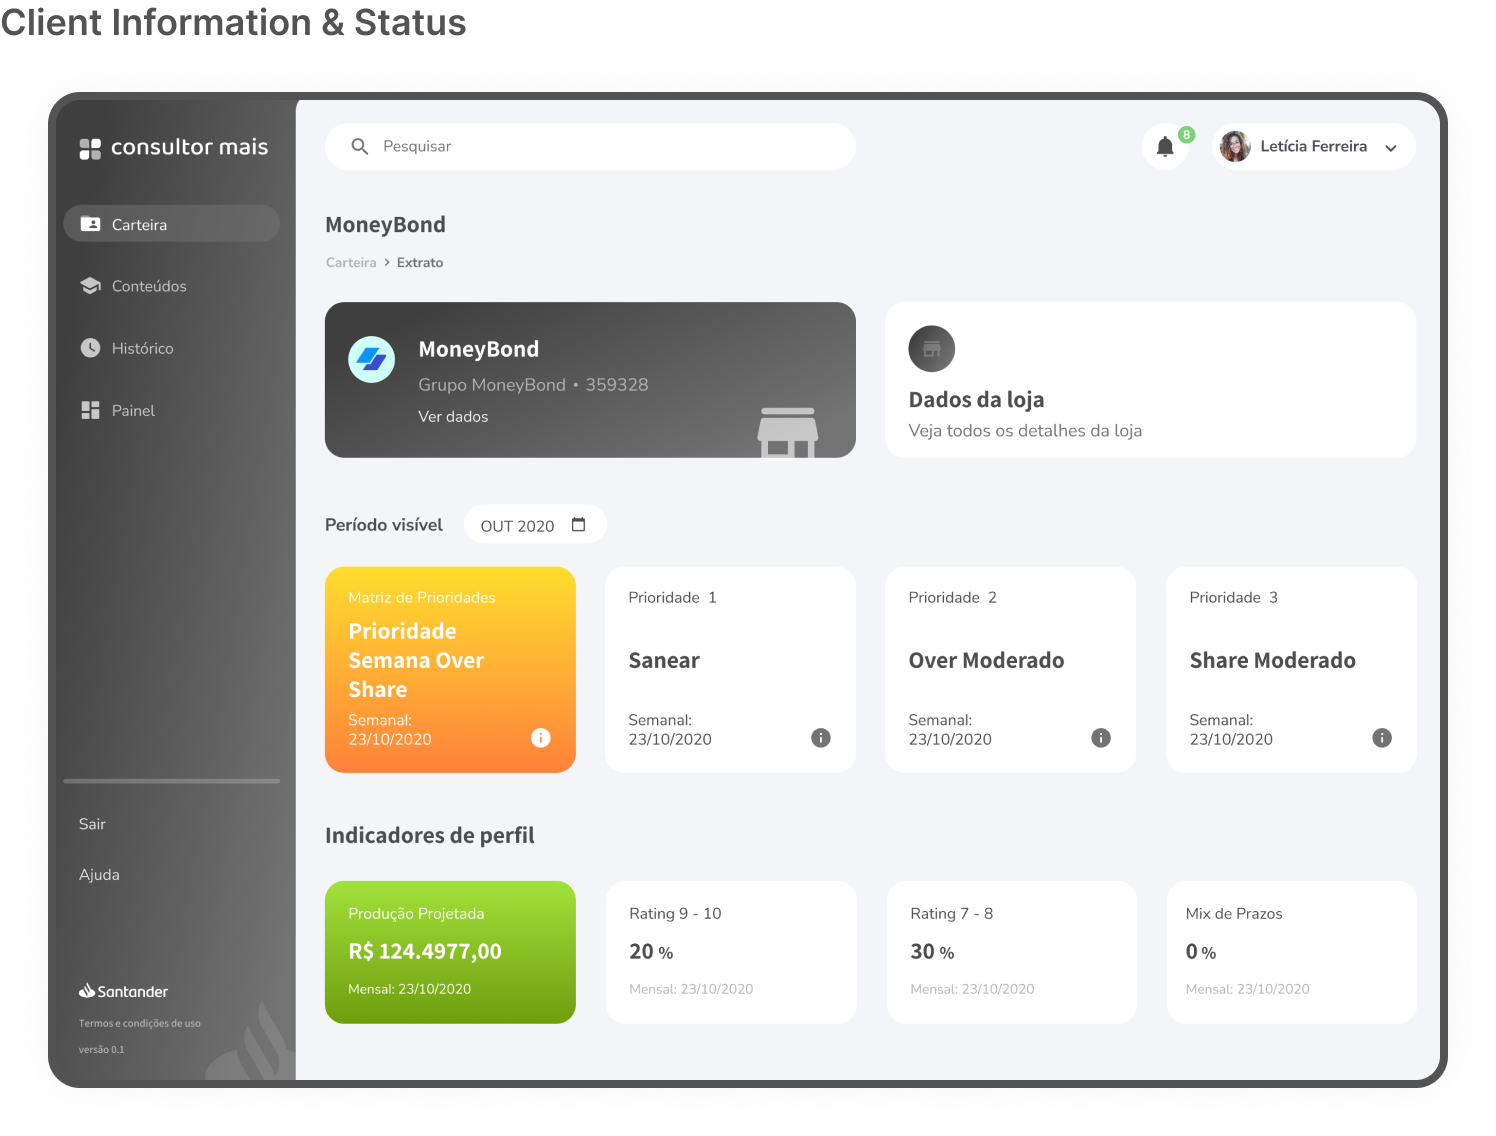 Client Information & Status
consultor mais
Pesquisar
8
Letícia Ferreira
Carteira
Conteúdos
Histórico
Painel
Sair
Ajuda
Santander
Termos e condições de uso
versão 0.1
MoneyBond
Carteira > Extrato
MoneyBond
Grupo MoneyBond • 359328
Ver dados
Dados da loja
Veja todos os detalhes da loja
Período visível
OUT 2020
Matriz de Prioridades
Prioridade
Semana Over
Share
Semanal:
23/10/2020
Prioridade 1
Sanear
Semanal:
23/10/2020
Prioridade 2
Over Moderado
Semanal:
23/10/2020
Prioridade 3
Share Moderado
Semanal:
23/10/2020
Indicadores de perfil
Produção Projetada
R$ 124.4977,00
Mensal: 23/10/2020
Rating 9 - 10
20 %
Mensal: 23/10/2020
Rating 7 - 8
30 %
Mensal: 23/10/2020
Mix de Prazos
0 %
Mensal: 23/10/2020